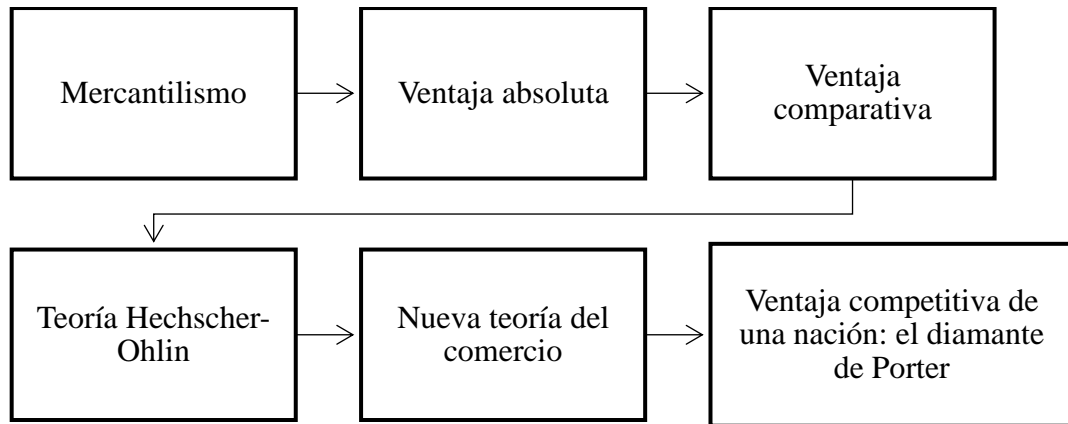 Mercantilismo
Ventaja absoluta
Ventaja
comparativa
Teoría Hechscher-
Ohlin
Nueva teoría del
comercio
Ventaja competitiva de
una nación: el diamante
de Porter